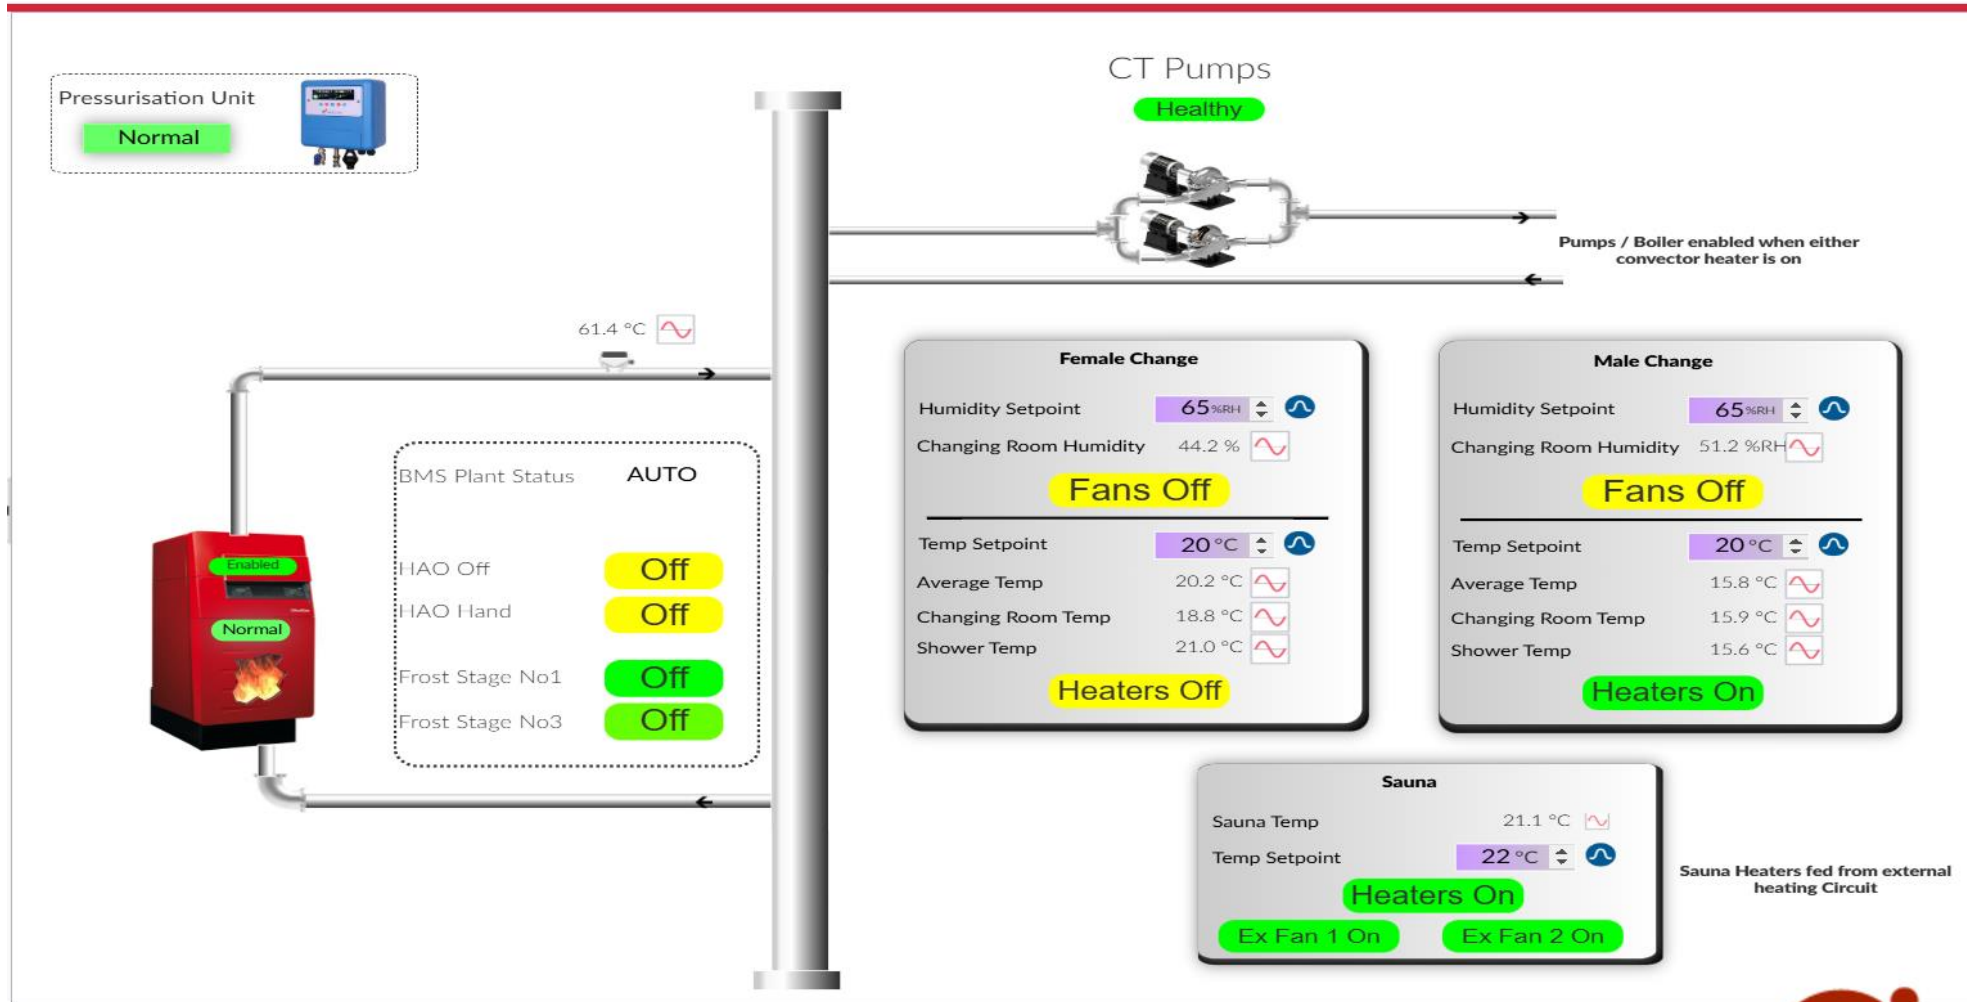 Pressurisation Unit
Normal
CT Pumps
Healthy
Pumps / Boiler enabled when either
convector heater is on
61.4 °C
Enabled
Normal
BMS Plant Status AUTO
HAO Off Off
HAO Hand Off
Frost Stage No1 Off
Frost Stage No3 Off
Female Change
Humidity Setpoint 65 %RH
Changing Room Humidity 44.2 %
Fans Off
Temp Setpoint 20 °C
Average Temp 20.2 °C
Changing Room Temp 18.8 °C
Shower Temp 21.0 °C
Heaters Off
Male Change
Humidity Setpoint 65 %RH
Changing Room Humidity 51.2 %RH
Fans Off
Temp Setpoint 20 °C
Average Temp 15.8 °C
Changing Room Temp 15.9 °C
Shower Temp 15.6 °C
Heaters On
Sauna
Sauna Temp 21.1 °C
Temp Setpoint 22 °C
Heaters On
Ex Fan 1 On Ex Fan 2 On
Sauna Heaters fed from external
heating Circuit